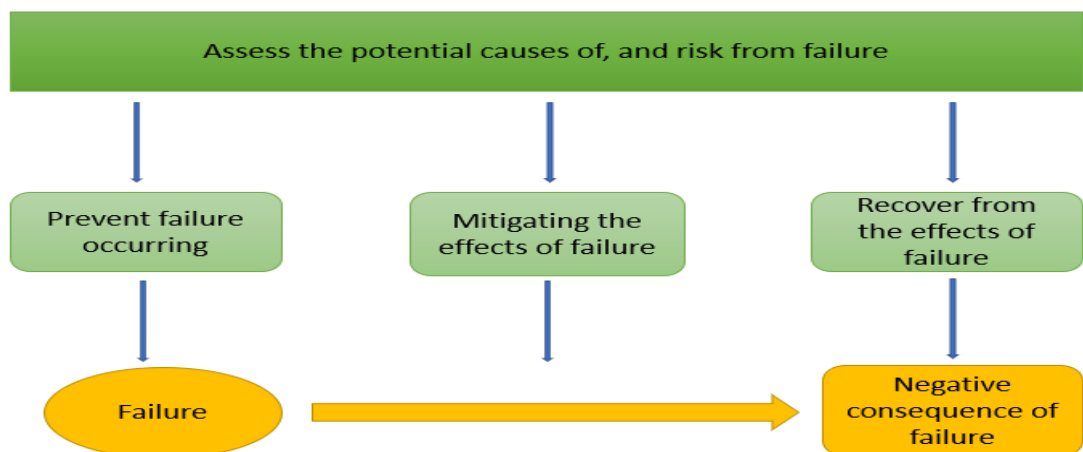 Assess the potential causes of, and risk from failure
Prevent failure
occurring
Mitigating the
effects of failure
Recover from
the effects of
failure
Failure
Negative
consequence of
failure